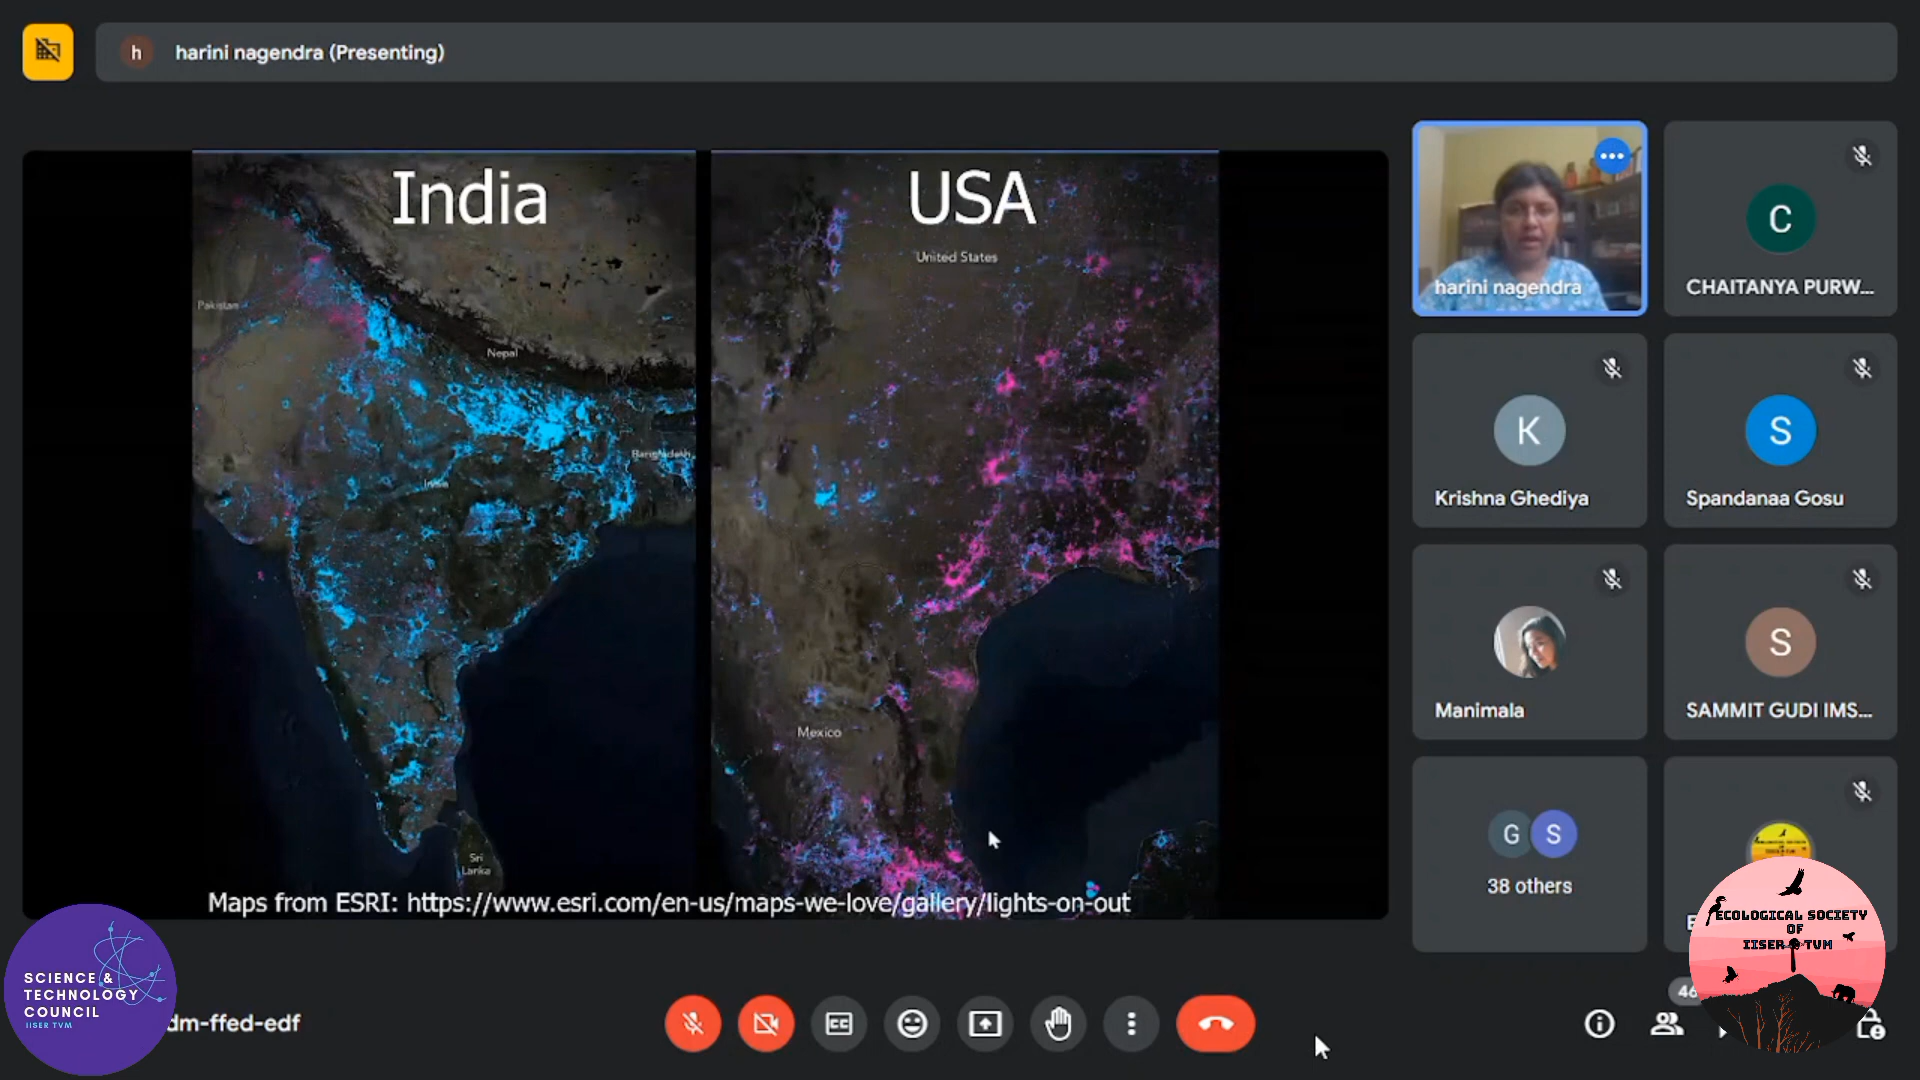 h harini nagendra (Presenting)
India
USA
United States
Pakistan
Nepal
Bangladesh
India
Mexico
Sri
Lanka
Maps from ESRI: https://www.esri.com/en-us/maps-we-love/gallery/lights-on-out
harini nagendra
C
CHAITANYA PURW...
K
Krishna Ghediya
S
Spandanaa Gosu
Manimala
S
SAMMIT GUDI IMS...
G S
38 others
ECOLOGICAL SOCIETY
OF
IISER TVM
SCIENCE &
TECHNOLOGY
COUNCIL
IISER TVM
dm-ffed-edf
CC
46